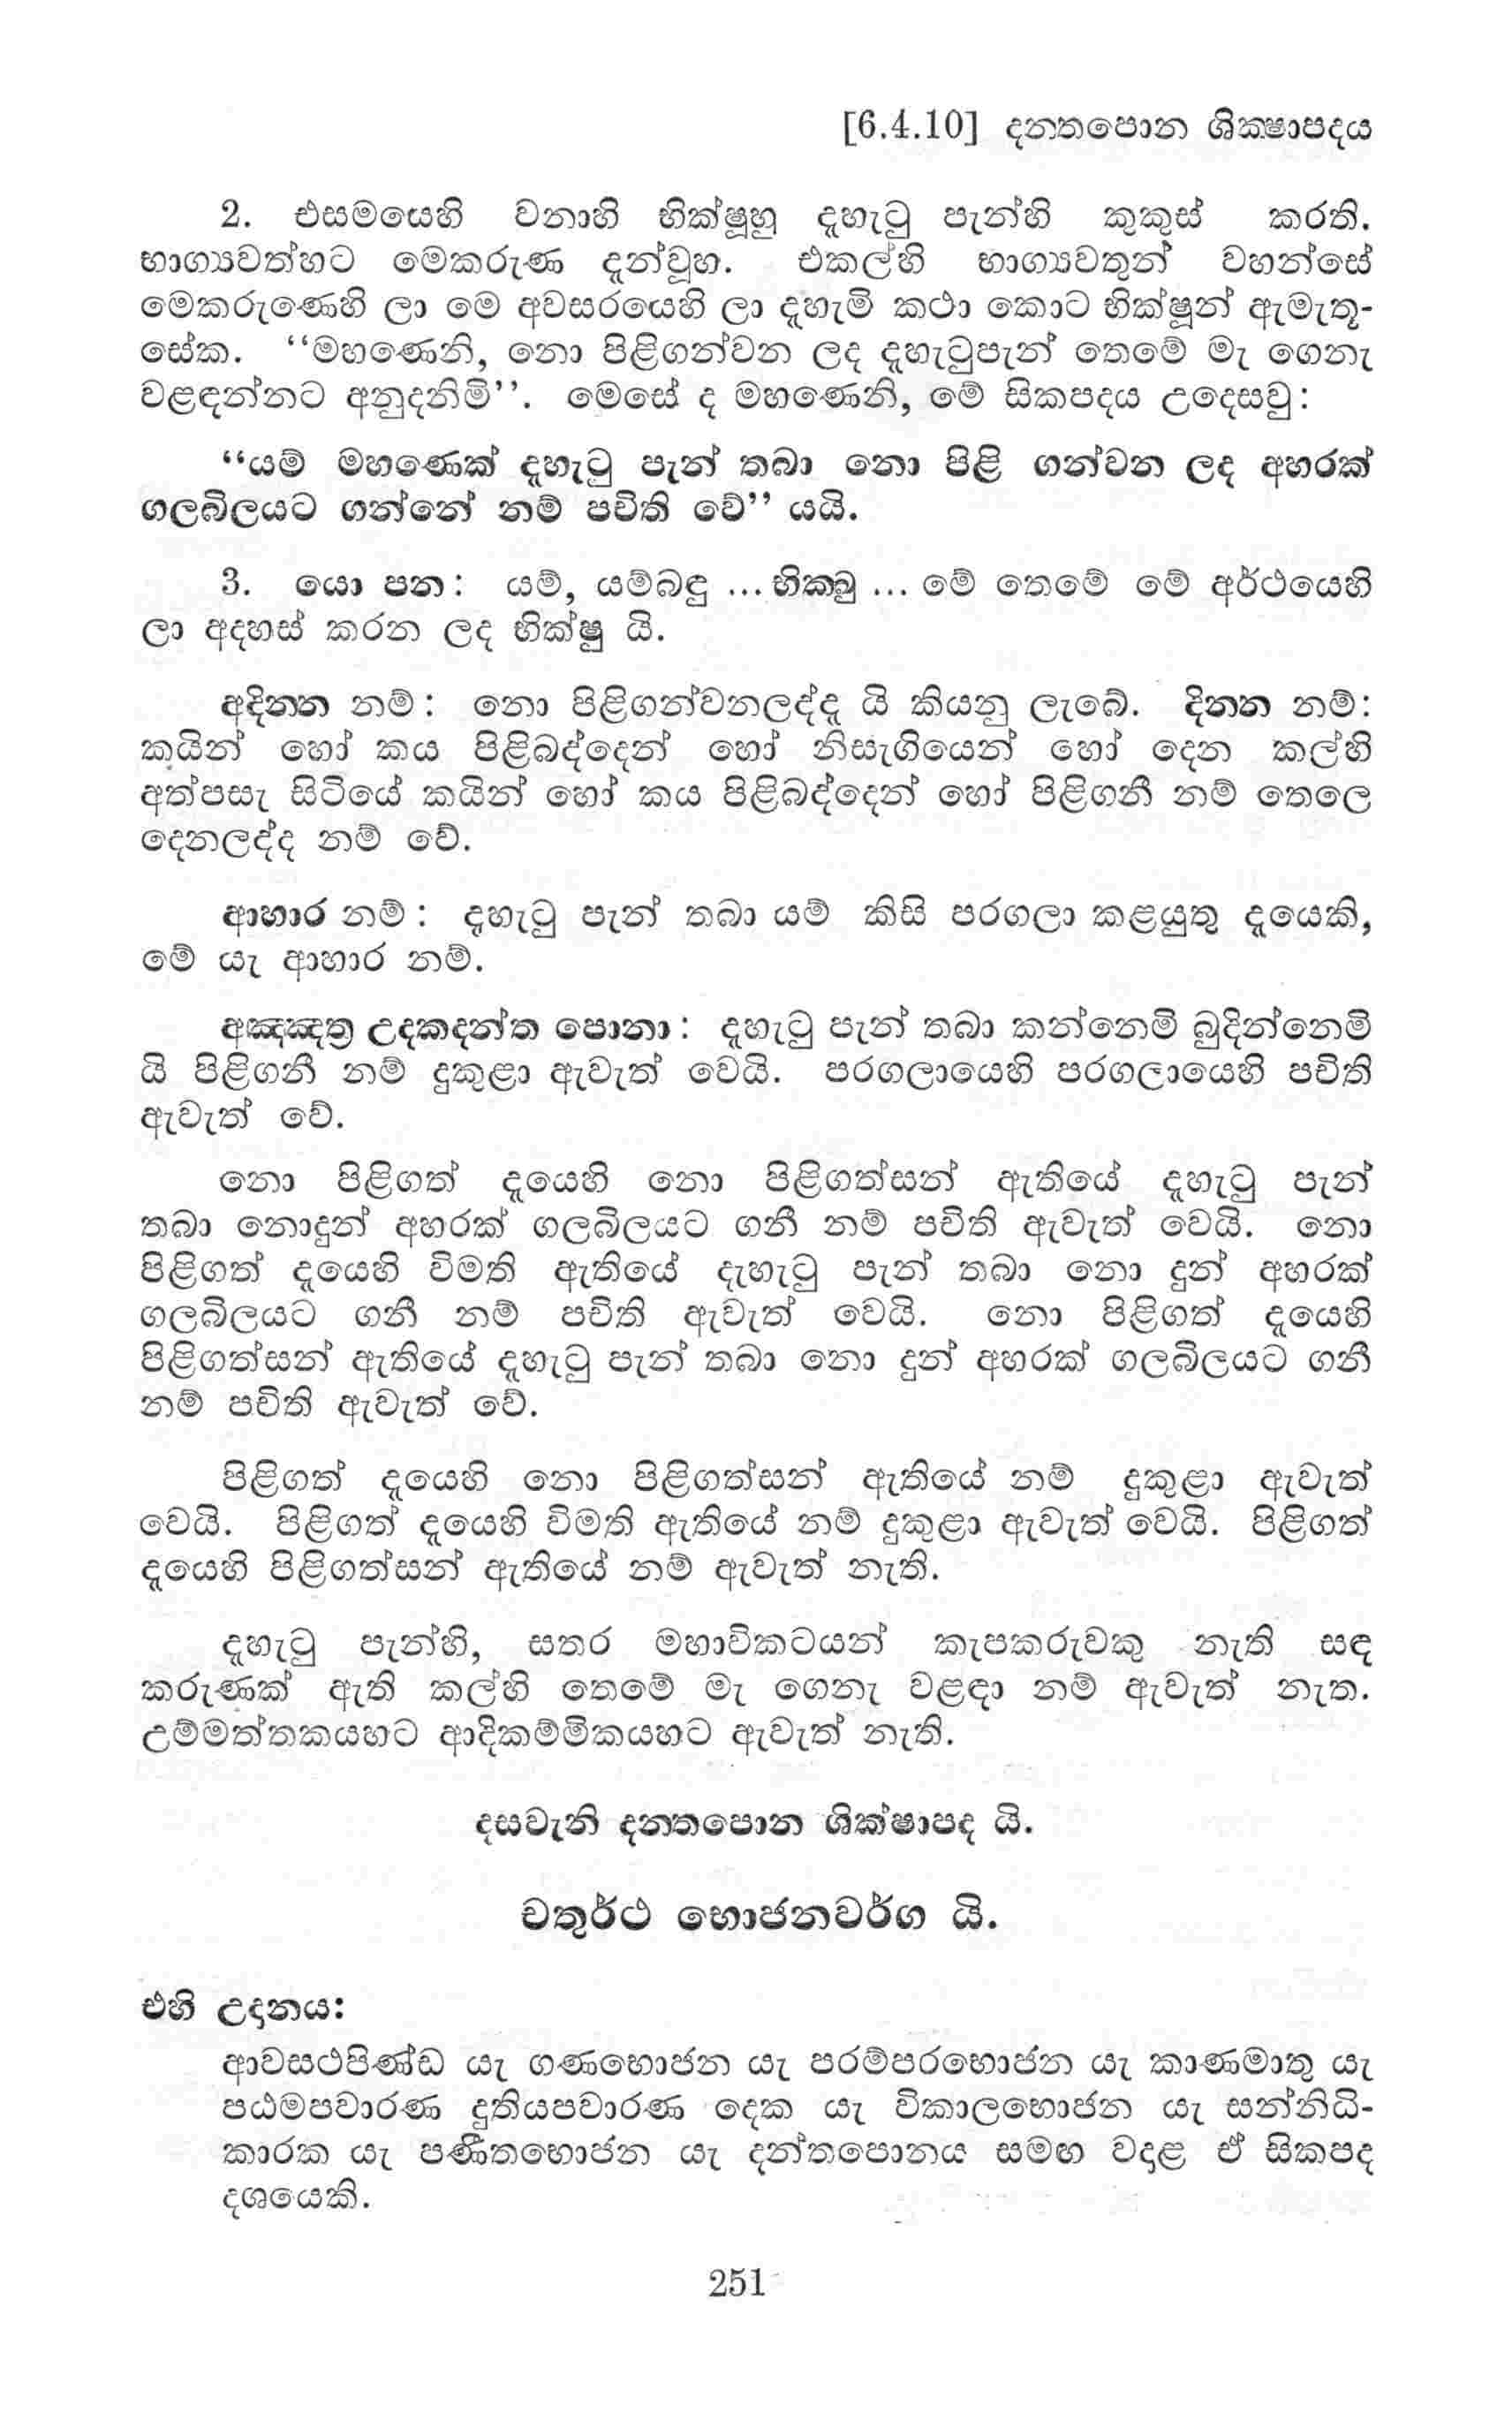 [6.4.10] දන්‍තපොන ශික්‍ෂාපදය
2. එසමයෙහි වනාහි භික්ෂූහු දැහැටු පැන්හි කුකුස් කරති.
භාග්‍යවත්හට මෙකරුණ දැන්වූහ. එකල්හි භාග්‍යවතුන් වහන්සේ
මෙකරුණෙහි ලා මෙ අවසරයෙහි ලා දැහැමි කථා කොට භික්ෂූන් ඇමැතූ-
සේක. “මහණෙනි, නො පිළිගන්වන ලද දැහැටුපැන් තෙමේ මැ ගෙනැ
වළඳන්නට අනුදනිමි”. මෙසේ ද මහණෙනි, මේ සිකපදය උදෙසවු:
“යම් මහණෙක් දැහැටු පැන් තබා නො පිළි ගන්වන ලද අහරක්
ගලබිලයට ගන්නේ නම් පචිති වේ” යයි.
3. යො පන: යම්, යම්බඳු ... භික්‍ඛු ... මේ තෙමේ මේ අර්ථයෙහි
ලා අදහස් කරන ලද භික්ෂු යි.
අදින්‍න නම්: නො පිළිගන්වනලද්දැ යි කියනු ලැබේ. දින්‍න නම්:
කයින් හෝ කය පිළිබද්දෙන් හෝ නිසැගියෙන් හෝ දෙන කල්හි
අත්පසැ සිටියේ කයින් හෝ කය පිළිබද්දෙන් හෝ පිළිගනී නම් තෙලෙ
දෙනලද්ද නම් වේ.
ආහාර නම්: දැහැටු පැන් තබා යම් කිසි පරගලා කළයුතු දැයෙකි,
මේ යැ ආහාර නම්.
අඤ්‍ඤත්‍ර උදකදන්ත පොනා: දැහැටු පැන් තබා කන්නෙමි බුදින්නෙමි
යි පිළිගනී නම් දුකුළා ඇවැත් වෙයි. පරගලායෙහි පරගලායෙහි පචිති
ඇවැත් වේ.
නො පිළිගත් දැයෙහි නො පිළිගත්සන් ඇතියේ දැහැටු පැන්
තබා නොදුන් අහරක් ගලබිලයට ගනී නම් පචිති ඇවැත් වෙයි. නො
පිළිගත් දැයෙහි විමති ඇතියේ දැහැටු පැන් තබා නො දුන් අහරක්
ගලබිලයට ගනී නම් පචිති ඇවැත් වෙයි. නො පිළිගත් දැයෙහි
පිළිගත්සන් ඇතියේ දැහැටු පැන් තබා නො දුන් අහරක් ගලබිලයට ගනී
නම් පචිති ඇවැත් වේ.
පිළිගත් දැයෙහි නො පිළිගත්සන් ඇතියේ නම් දුකුළා ඇවැත්
වෙයි. පිළිගත් දැයෙහි විමති ඇතියේ නම් දුකුළා ඇවැත් වෙයි. පිළිගත්
දැයෙහි පිළිගත්සන් ඇතියේ නම් ඇවැත් නැති.
දැහැටු පැන්හි, සතර මහාවිකටයන් කැපකරුවකු නැති සඳ
කරුණක් ඇති කල්හි තෙමේ මැ ගෙනැ වළඳා නම් ඇවැත් නැත.
උම්මත්තකයහට ආදිකම්මිකයහට ඇවැත් නැති.
දසවැනි දන්‍තපොන ශික්ෂාපද යි.
චතුර්ථ භොජනවර්ග යි.
එහි උදානය:
ආවසථපිණ්ඩ යැ ගණභොජන යැ පරම්පරභොජන යැ කාණමාතු යැ
පඨමපවාරණ දුතියපවාරණ දෙක යැ විකාලභොජන යැ සන්නිධි-
කාරක යැ පණීතභොජන යැ දන්තපොනය සමඟ වදාළ ඒ සිකපද
දශයෙකි.
251